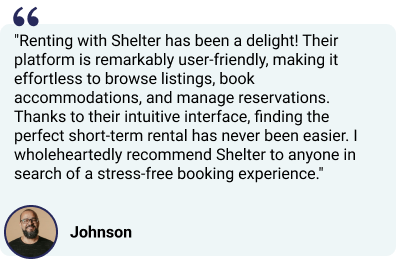 "Renting with Shelter has been a delight! Their
platform is remarkably user-friendly, making it
effortless to browse listings, book
accommodations, and manage reservations.
Thanks to their intuitive interface, finding the
perfect short-term rental has never been easier. I
wholeheartedly recommend Shelter to anyone in
search of a stress-free booking experience."
Johnson